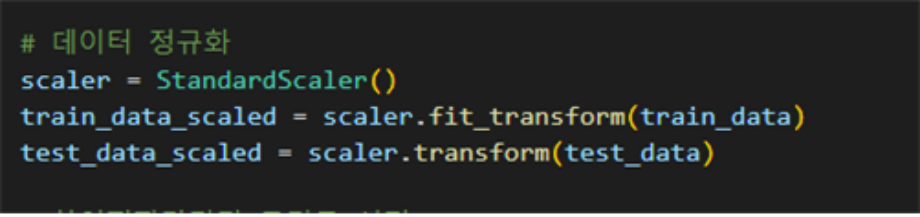 # 데이터 정규화
scaler = StandardScaler()
train_data_scaled = scaler.fit_transform(train_data)
test_data_scaled = scaler.transform(test_data)